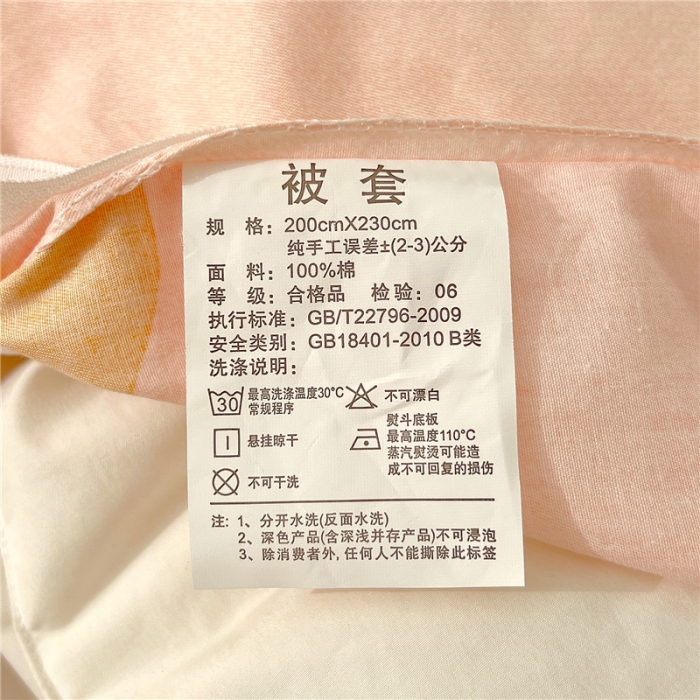 被套
规 格：200cmX230cm
纯手工误差±(2-3)公分
面 料：100%棉
等 级：合格品 检验：06
执行标准：GB/T22796-2009
安全类别：GB18401-2010 B类
洗涤说明：
30 最高洗涤温度30℃ 常规程序
不可漂白
悬挂晾干
熨斗底板
最高温度110℃
蒸汽熨烫可能造
成不可回复的损伤
不可干洗
注：1、分开水洗(反面水洗)
2、深色产品(含深浅并存产品)不可浸泡
3、除消费者外,任何人不能撕除此标签